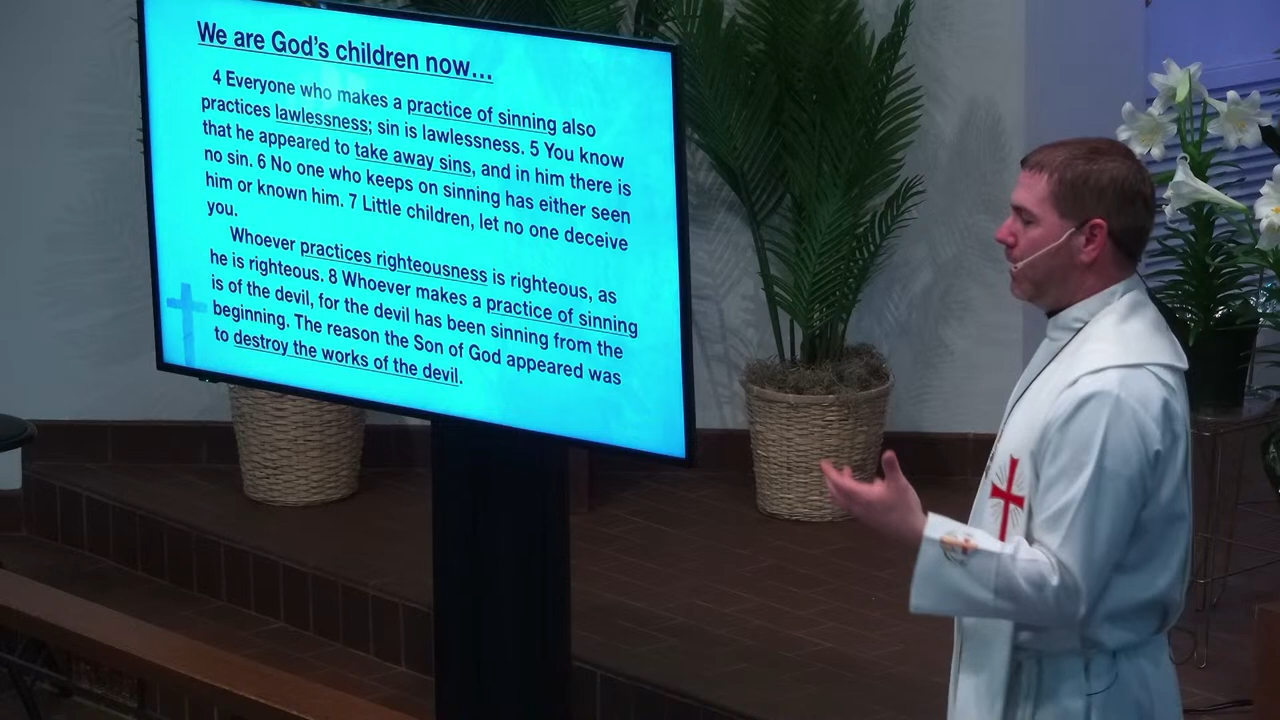 We are God's children now...
4 Everyone who makes a practice of sinning also
practices lawlessness; sin is lawlessness. 5 You know
that he appeared to take away sins, and in him there is
no sin. 6 No one who keeps on sinning has either seen
him or known him. 7 Little children, let no one deceive
you.
Whoever practices righteousness is righteous, as
he is righteous. 8 Whoever makes a practice of sinning
is of the devil, for the devil has been sinning from the
beginning. The reason the Son of God appeared was
to destroy the works of the devil.